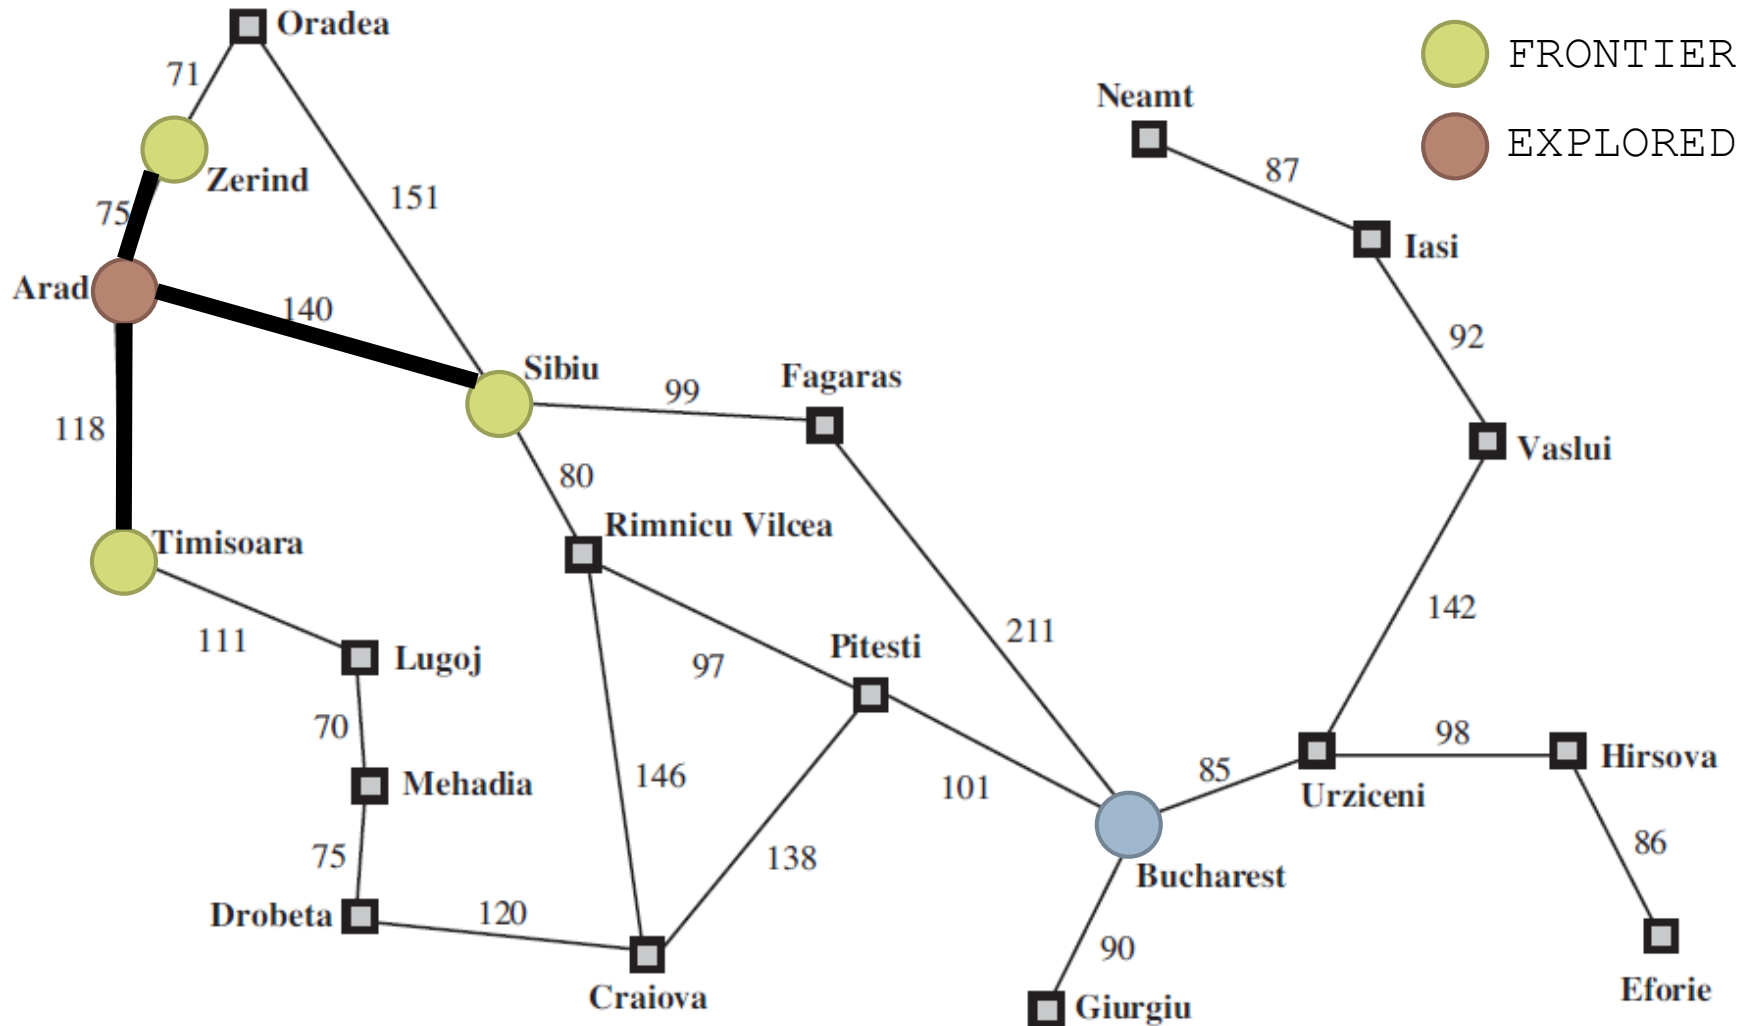 Oradea
FRONTIER
71
Neamt
EXPLORED
87
Zerind
151
75
Iasi
Arad
140
92
Sibiu
99
Fagaras
118
Vaslui
80
Rimnicu Vilcea
Timisoara
142
111
Lugoj
97
Pitesti
211
70
98
Hirsova
146
85
Mehadia
101
Urziceni
75
138
86
Bucharest
Drobeta
120
90
Craiova
Giurgiu
Eforie